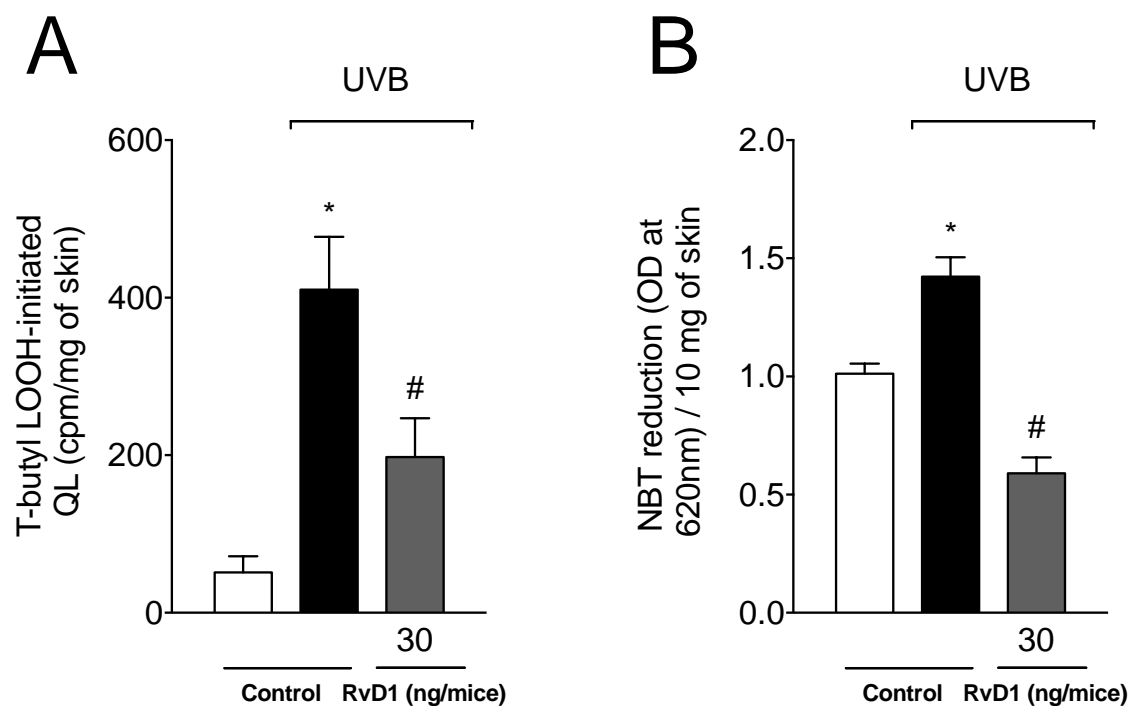 A
UVB
T-butyl LOOH-initiated
QL (cpm/mg of skin)
600
400
200
0
*
#
30
Control
RvD1 (ng/mice)
B
UVB
NBT reduction (OD at
620nm) / 10 mg of skin
2.0
1.5
1.0
0.5
0.0
*
#
30
Control
RvD1 (ng/mice)